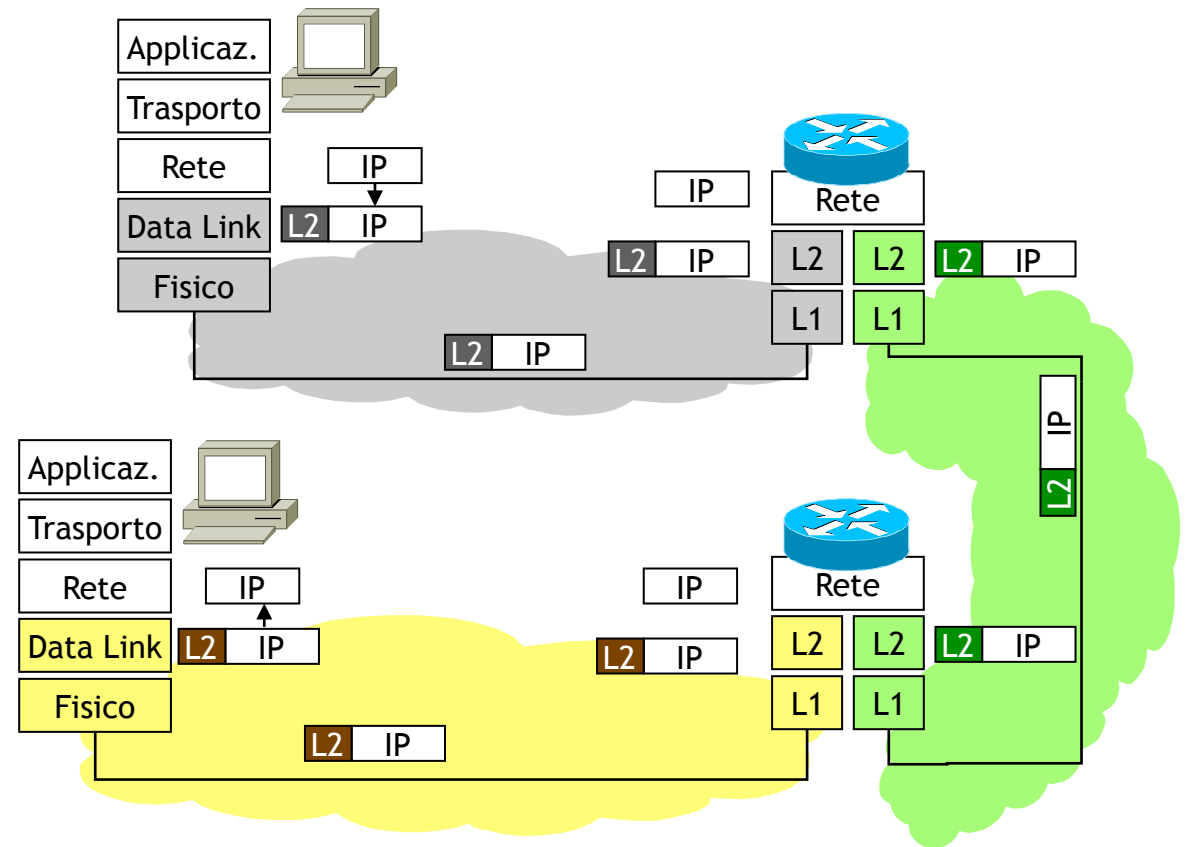 Applicaz.
Trasporto
Rete
IP
IP
Rete
Data Link
L2 IP
L2 IP
L2
L2
L2 IP
Fisico
L1
L1
L2 IP
L2 IP
Applicaz.
Trasporto
Rete
IP
IP
Rete
Data Link
L2 IP
L2 IP
L2
L2
L2 IP
Fisico
L1
L1
L2 IP